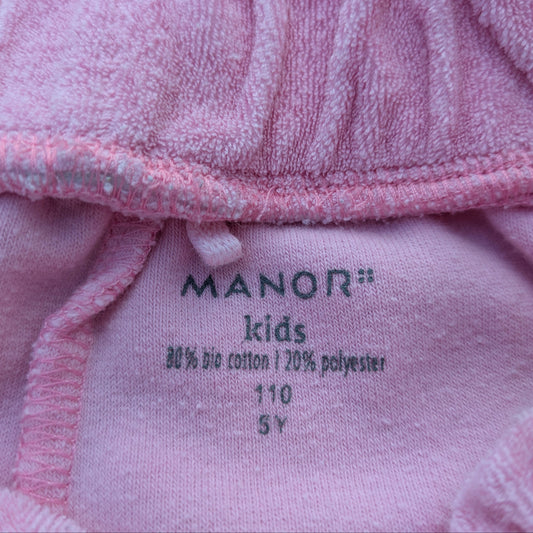 MANOR
kids
80% bio cotton / 20% polyester
110
5Y